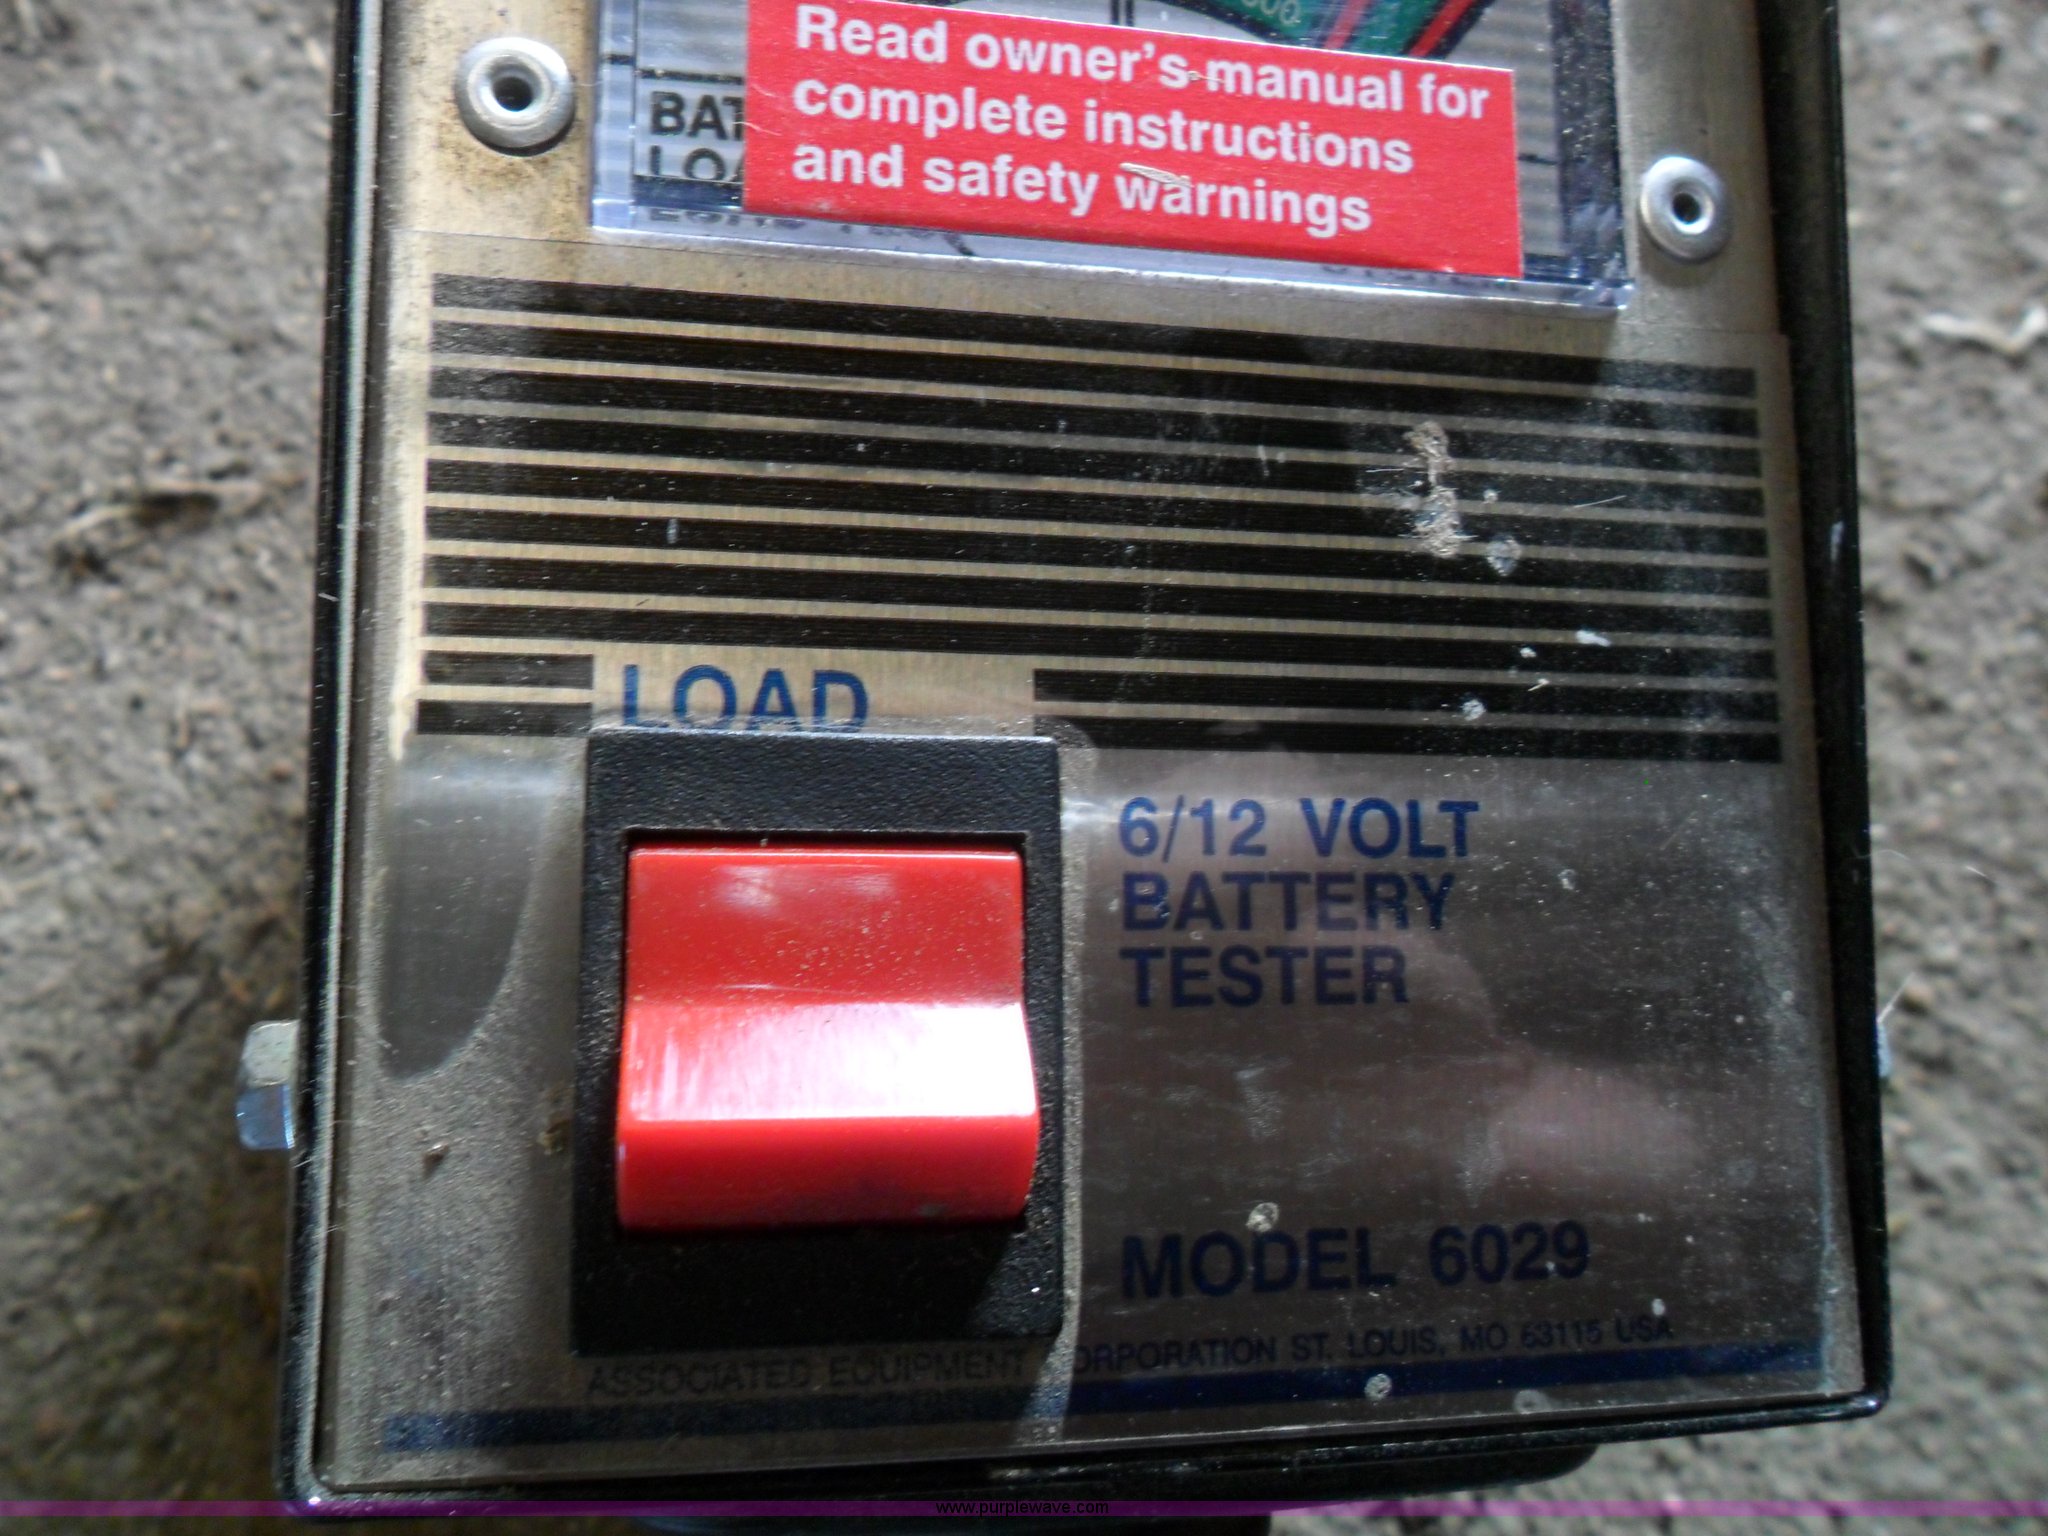 00-
Read owner's manual for
complete instructions
and safety warnings
BAT
LOA
LOAD
6/12 VOLT
BATTERY
TESTER
MODEL 6029
ASSOCIATED EQUIPMENT CORPORATION ST. LOUIS, MO 63115 USA
www.purplewave.com